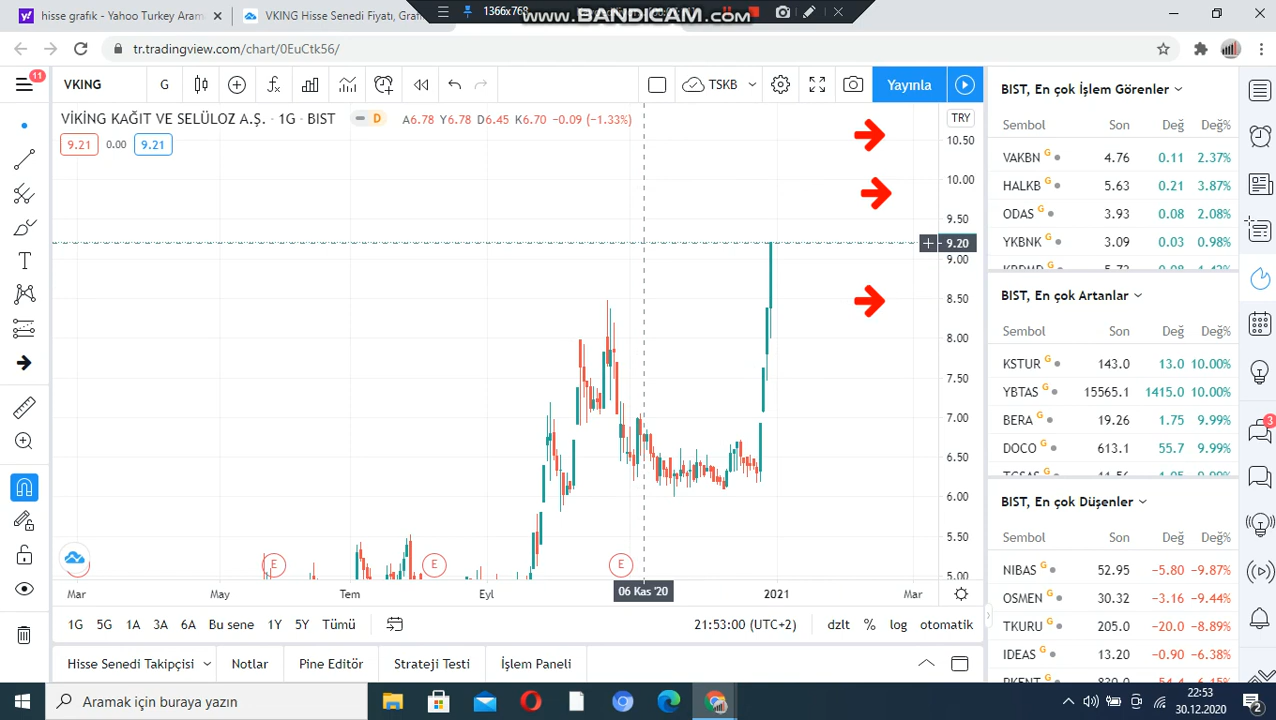 hisse grafik - Yahoo Türkiye Arama
VKING Hisse Senedi Fiyatı,
1366x768
www.BANDICAM.com
tr.tradingview.com/chart/0EuCtk56/
11
VKING
G
TSKB
Yayınla
VİKİNG KAĞIT VE SELÜLOZ A.Ş. · 1G · BIST
D
A6.78 Y6.78 D6.45 K6.70 −0.09 (−1.33%)
9.21 0.00 9.21
TRY
10.50
10.00
9.50
9.20
9.00
8.50
8.00
7.50
7.00
6.50
6.00
5.50
5.00
E E E
Mar May Tem Eyl 06 Kas '20 2021 Mar
1G 5G 1A 3A 6A Bu sene 1Y 5Y Tümü
21:53:00 (UTC+2) dzlt % log otomatik
Hisse Senedi Takipçisi Notlar Pine Editör Strateji Testi İşlem Paneli
BIST, En çok İşlem Görenler
Sembol Son Değ Değ%
VAKBN G 4.76 0.11 2.37%
HALKB G 5.63 0.21 3.87%
ODAS G 3.93 0.08 2.08%
YKBNK G 3.09 0.03 0.98%
BIST, En çok Artanlar
Sembol Son Değ Değ%
KSTUR G 143.0 13.0 10.00%
YBTAS G 15565.1 1415.0 10.00%
BERA G 19.26 1.75 9.99%
DOCO G 613.1 55.7 9.99%
BIST, En çok Düşenler
Sembol Son Değ Değ%
NIBAS G 52.95 −5.80 −9.87%
OSMEN G 30.32 −3.16 −9.44%
TKURU G 205.0 −20.0 −8.89%
IDEAS G 13.20 −0.90 −6.38%
3
Aramak için buraya yazın
22:53
30.12.2020
2